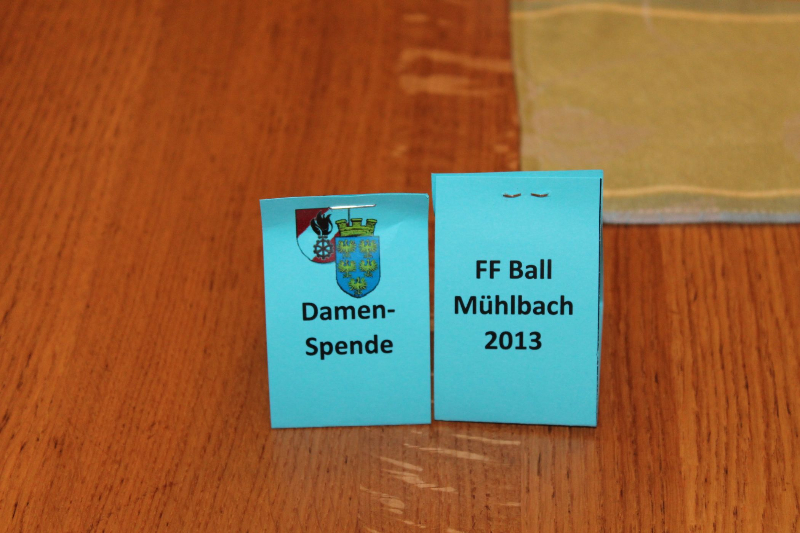 Damen-
Spende
FF Ball
Mühlbach
2013